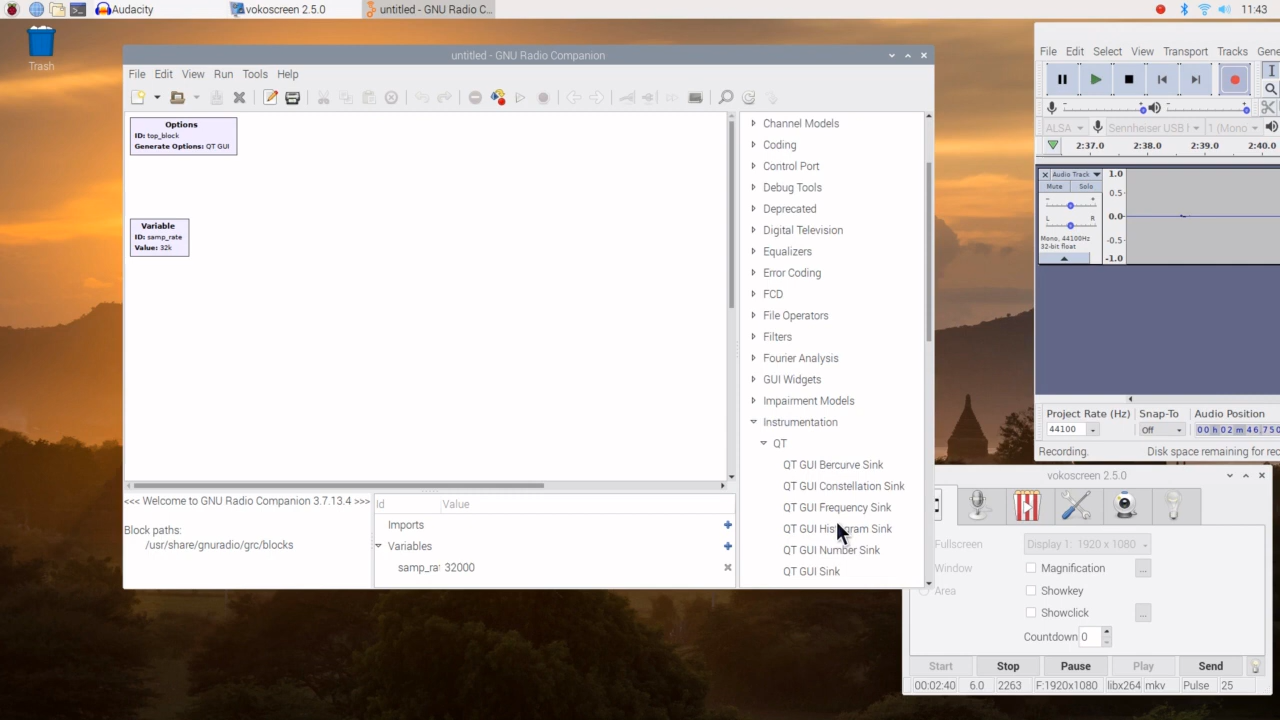 Audacity
vokoscreen 2.5.0
untitled - GNU Radio C...
11:43
Trash
untitled - GNU Radio Companion
File Edit View Run Tools Help
Options
ID: top_block
Generate Options: QT GUI
Variable
ID: samp_rate
Value: 32k
Channel Models
Coding
Control Port
Debug Tools
Deprecated
Digital Television
Equalizers
Error Coding
FCD
File Operators
Filters
Fourier Analysis
GUI Widgets
Impairment Models
Instrumentation
QT
QT GUI Bercurve Sink
QT GUI Constellation Sink
QT GUI Frequency Sink
QT GUI Histogram Sink
QT GUI Number Sink
QT GUI Sink
<<< Welcome to GNU Radio Companion 3.7.13.4 >>>
Block paths:
/usr/share/gnuradio/grc/blocks
Id Value
Imports
Variables
samp_ra 32000
File Edit Select View Transport Tracks Gene
ALSA Sennheiser USB 1 (Mono
2:37.0 2:38.0 2:39.0 2:40.0
Audio Track 1.0
Mute Solo
0.5
L R
0.0
Mono, 44100Hz
32-bit float
-0.5
-1.0
Project Rate (Hz) Snap-To Audio Position
44100 Off 00h02m46.750
Recording. Disk space remaining for rec
vokoscreen 2.5.0
Fullscreen Display 1: 1920 x 1080
Window Magnification ...
Area Showkey
Showclick ...
Countdown 0
Start Stop Pause Play Send
00:02:40 6.0 2263 F:1920x1080 libx264 mkv Pulse 25